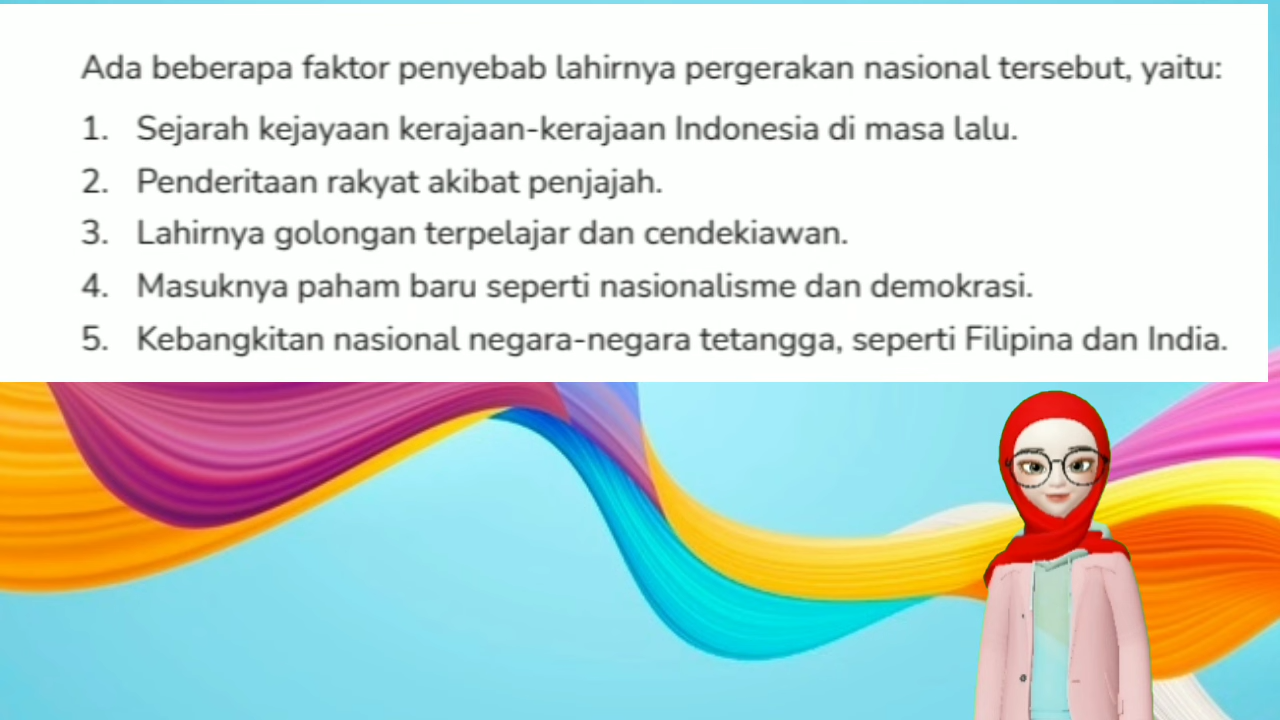 Ada beberapa faktor penyebab lahirnya pergerakan nasional tersebut, yaitu:
1. Sejarah kejayaan kerajaan-kerajaan Indonesia di masa lalu.
2. Penderitaan rakyat akibat penjajah.
3. Lahirnya golongan terpelajar dan cendekiawan.
4. Masuknya paham baru seperti nasionalisme dan demokrasi.
5. Kebangkitan nasional negara-negara tetangga, seperti Filipina dan India.